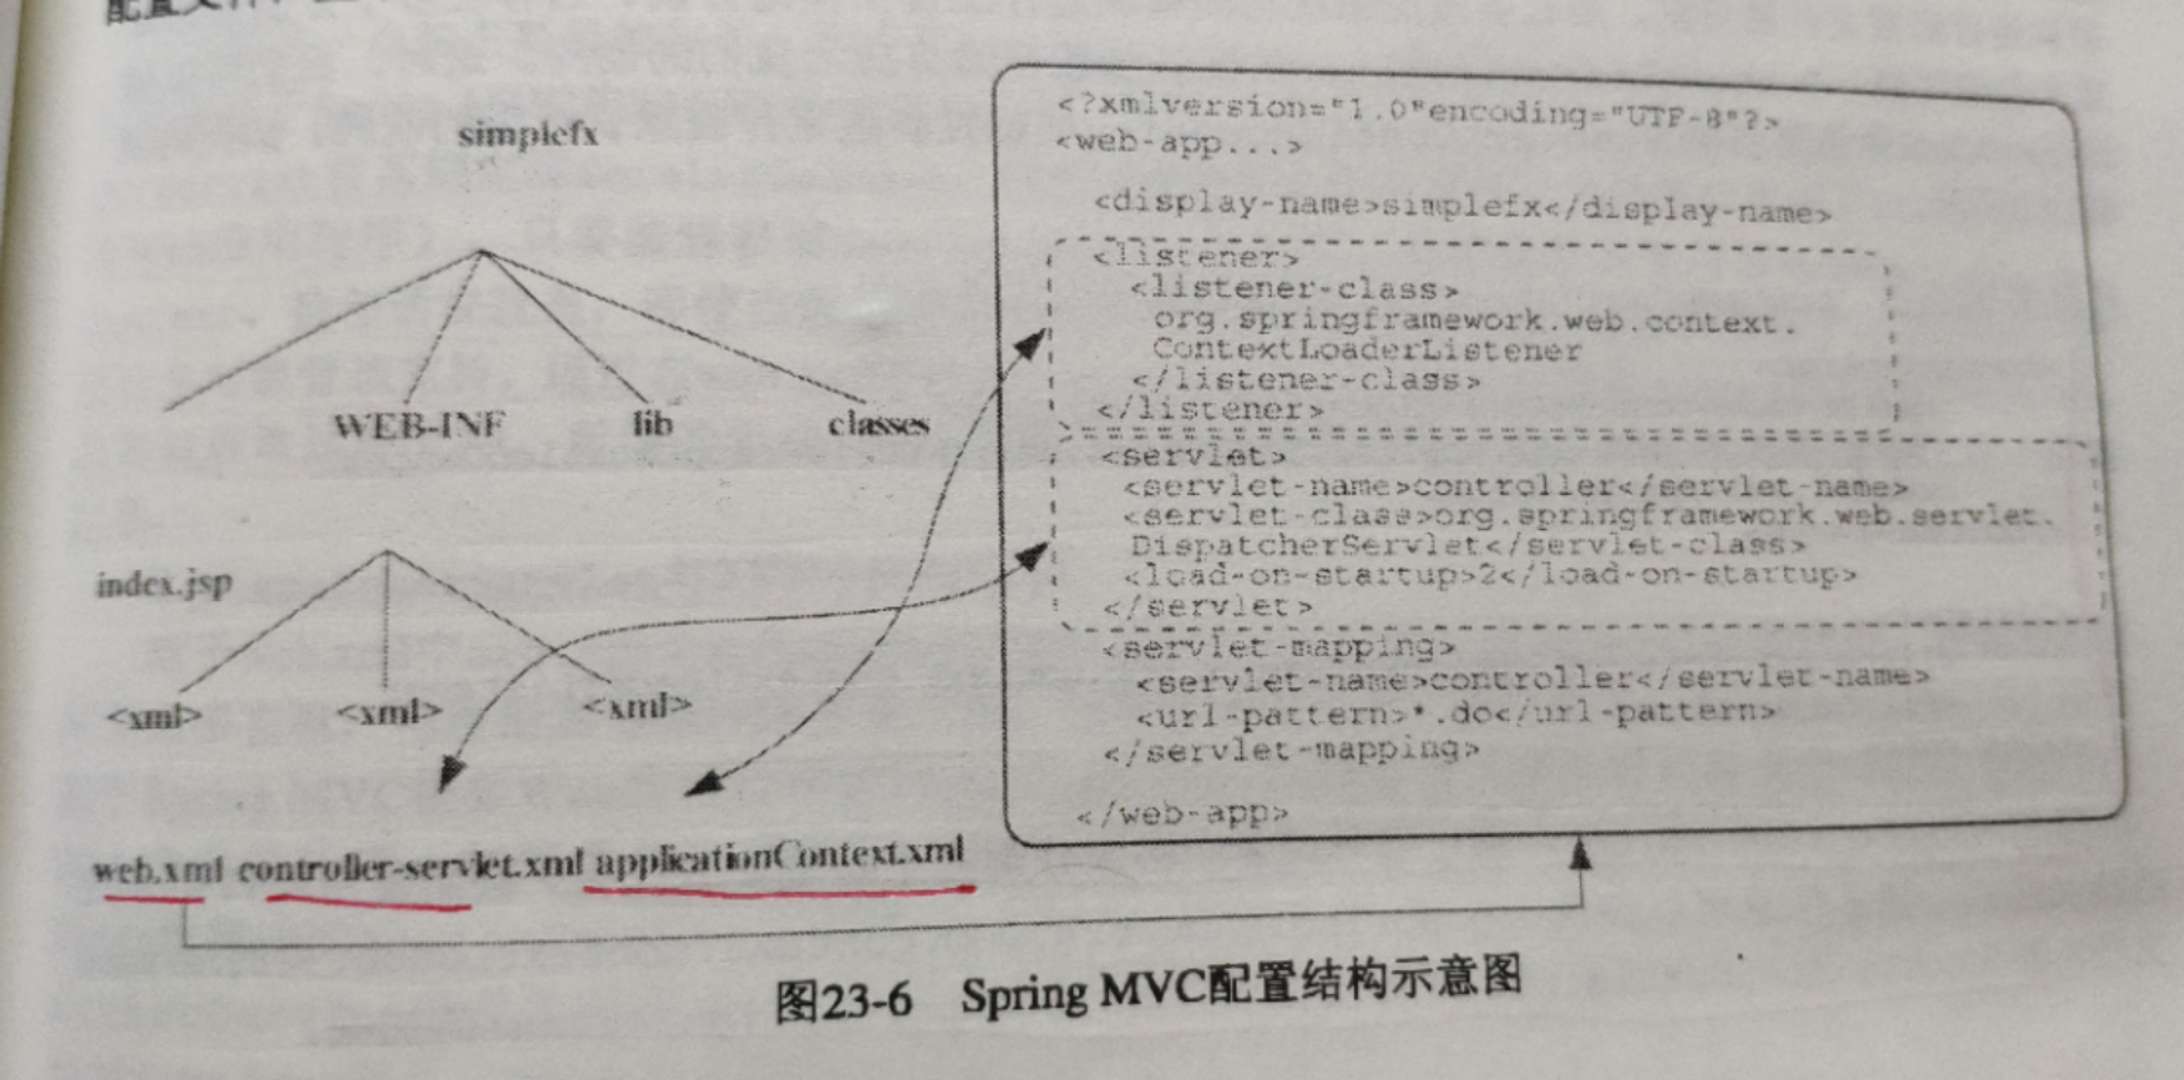 配置文件
simplefx
WEB-INF lib classes
index.jsp
<xml> <xml> <xml>
web.xml controller-servlet.xml applicationContext.xml
<?xmlversion="1.0"encoding="UTF-8"?>
<web-app...>
<display-name>simplefx</display-name>
<listener>
<listener-class>
org.springframework.web.context.
ContextLoaderListener
</listener-class>
</listener>
<servlet>
<servlet-name>controller</servlet-name>
<servlet-class>org.springframework.web.servlet.
DispatcherServlet</servlet-class>
<load-on-startup>2</load-on-startup>
</servlet>
<servlet-mapping>
<servlet-name>controller</servlet-name>
<url-pattern>*.do</url-pattern>
</servlet-mapping>
</web-app>
图23-6 Spring MVC配置结构示意图